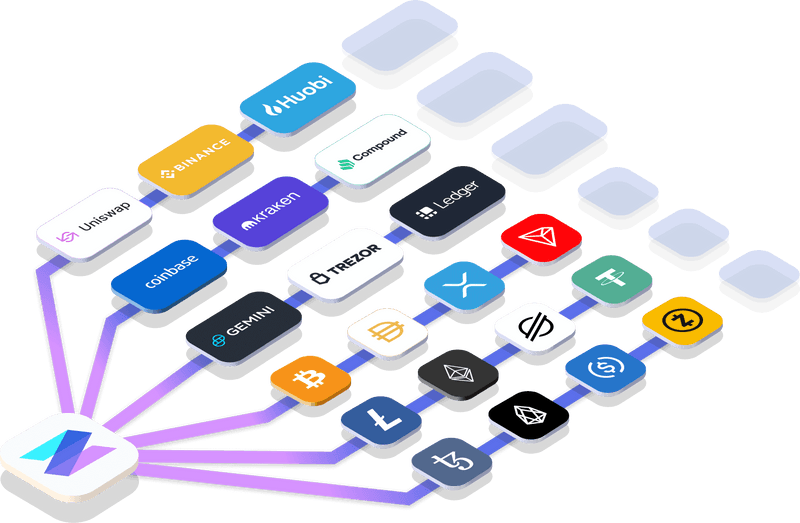 Huobi
BINANCE
Uniswap
Compound
kraken
coinbase
Ledger
TREZOR
GEMINI